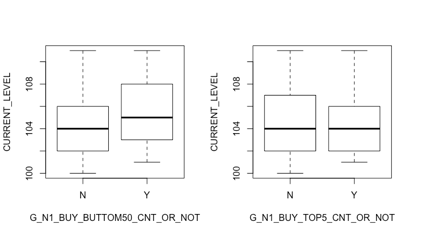 CURRENT_LEVEL
108
104
100
N
Y
G_N1_BUY_BUTTOM50_CNT_OR_NOT
CURRENT_LEVEL
108
104
100
N
Y
G_N1_BUY_TOP5_CNT_OR_NOT